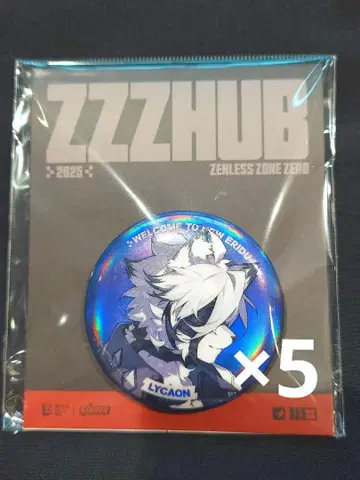 ZZZHUB
2025
ZENLESS ZONE ZERO
WELCOME TO NEW ERIDU
LYCAON
×5